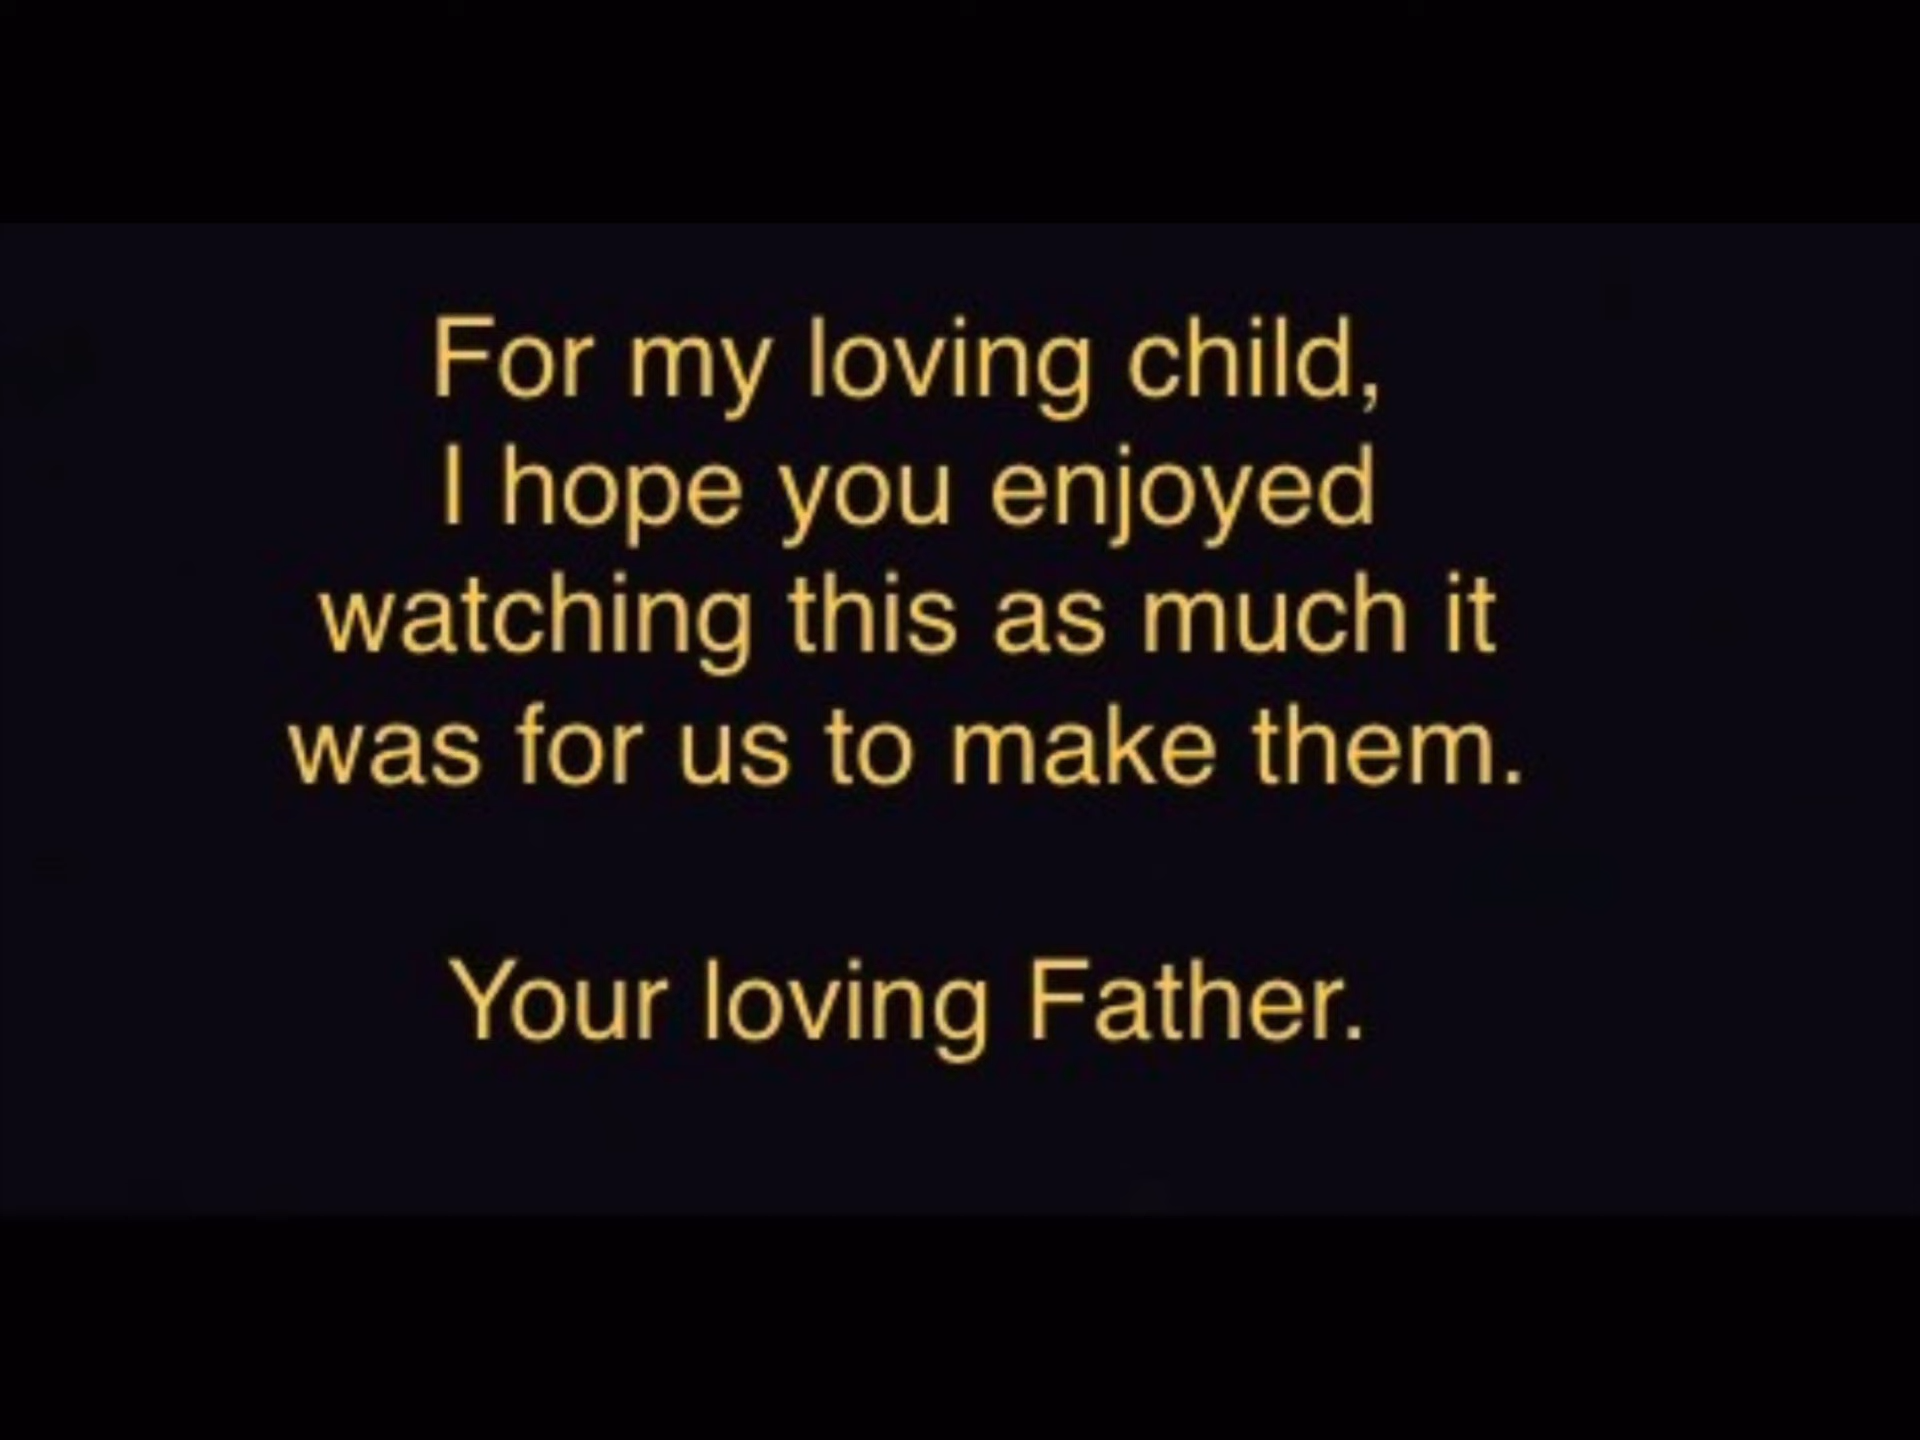 For my loving child,
I hope you enjoyed
watching this as much it
was for us to make them.
Your loving Father.